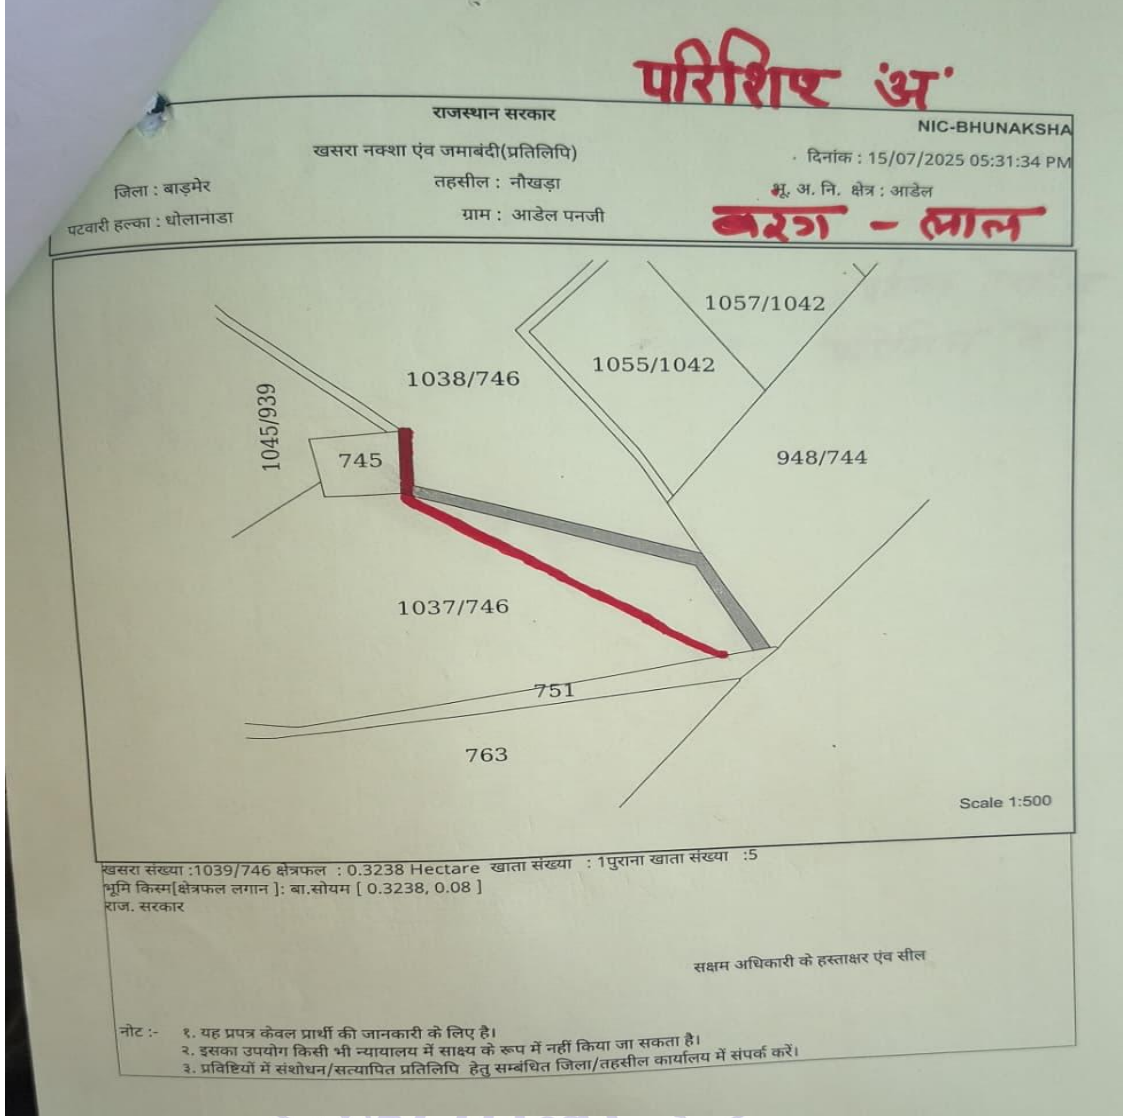 परिशिष्ट 'अ'
राजस्थान सरकार
NIC-BHUNAKSHA
खसरा नक्शा एंव जमाबंदी(प्रतिलिपि)
दिनांक : 15/07/2025 05:31:34 PM
जिला : बाड़मेर
तहसील : नौखड़ा
भू. अ. नि. क्षेत्र : आडेल
पटवारी हल्का : धोलानाडा
ग्राम : आडेल पनजी
बरंग - लाल
1057/1042
1055/1042
1038/746
1045/939
745
948/744
1037/746
751
763
Scale 1:500
खसरा संख्या :1039/746 क्षेत्रफल : 0.3238 Hectare खाता संख्या : 1पुराना खाता संख्या :5
भूमि किस्म[क्षेत्रफल लगान ]: बा.सोयम [ 0.3238, 0.08 ]
राज. सरकार
सक्षम अधिकारी के हस्ताक्षर एंव सील
नोट :- १. यह प्रपत्र केवल प्रार्थी की जानकारी के लिए है।
२. इसका उपयोग किसी भी न्यायालय में साक्ष्य के रूप में नहीं किया जा सकता है।
३. प्रविष्टियों में संशोधन/सत्यापित प्रतिलिपि हेतु सम्बंधित जिला/तहसील कार्यालय में संपर्क करें।